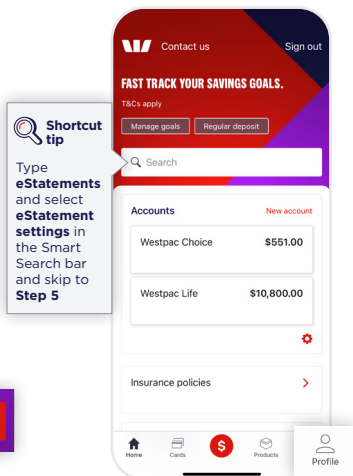 Contact us
Sign out
FAST TRACK YOUR SAVINGS GOALS.
T&Cs apply
Manage goals
Regular deposit
Search
Shortcut
tip
Type
eStatements
and select
eStatement
settings in
the Smart
Search bar
and skip to
Step 5
Accounts
New account
Westpac Choice
$551.00
Westpac Life
$10,800.00
Insurance policies
Home
Cards
$
Products
Profile